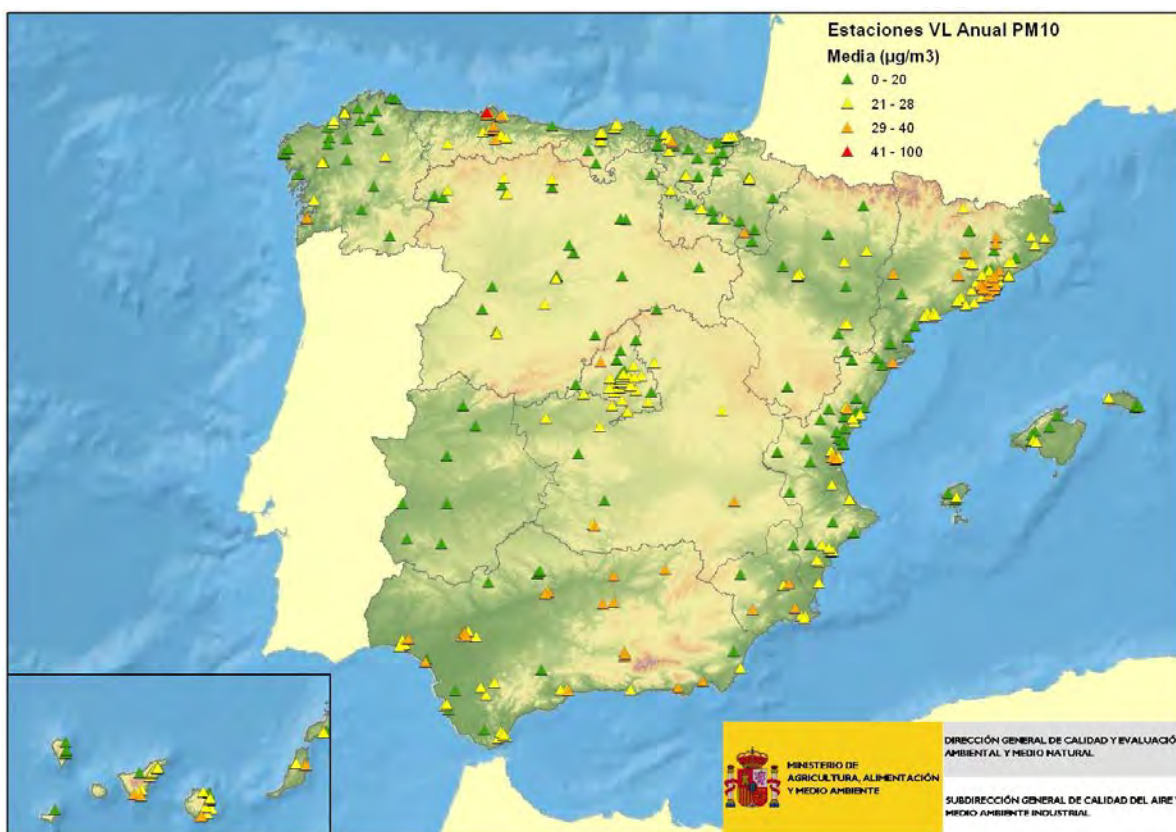 Estaciones VL Anual PM10
Media (µg/m3)
0 - 20
21 - 28
29 - 40
41 - 100
MINISTERIO DE
AGRICULTURA, ALIMENTACIÓN
Y MEDIO AMBIENTE
DIRECCIÓN GENERAL DE CALIDAD Y EVALUACIÓ
AMBIENTAL Y MEDIO NATURAL
SUBDIRECCIÓN GENERAL DE CALIDAD DEL AIRE Y
MEDIO AMBIENTE INDUSTRIAL